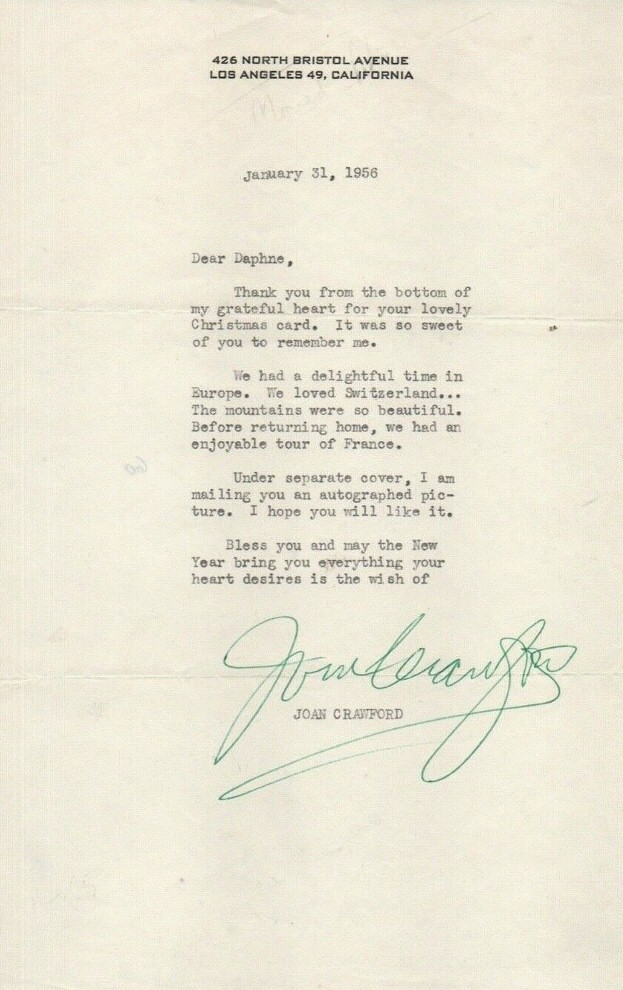 426 NORTH BRISTOL AVENUE
LOS ANGELES 49, CALIFORNIA
January 31, 1956
Dear Daphne,
Thank you from the bottom of
my grateful heart for your lovely
Christmas card. It was so sweet
of you to remember me.
We had a delightful time in
Europe. We loved Switzerland...
The mountains were so beautiful.
Before returning home, we had an
enjoyable tour of France.
Under separate cover, I am
mailing you an autographed pic-
ture. I hope you will like it.
Bless you and may the New
Year bring you everything your
heart desires is the wish of
Joan Crawford
JOAN CRAWFORD